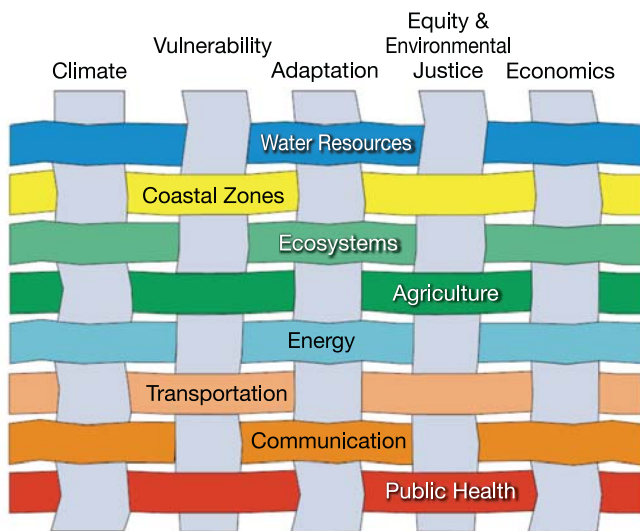 Climate
Vulnerability
Adaptation
Equity &
Environmental
Justice
Economics
Water Resources
Coastal Zones
Ecosystems
Agriculture
Energy
Transportation
Communication
Public Health